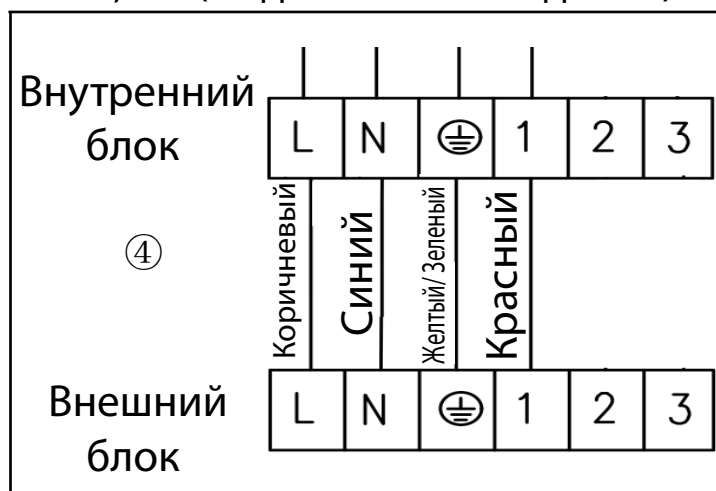 Внутренний
блок
L N 1 2 3
④
Коричневый
Синий
Желтый/ Зеленый
Красный
Внешний
блок
L N 1 2 3